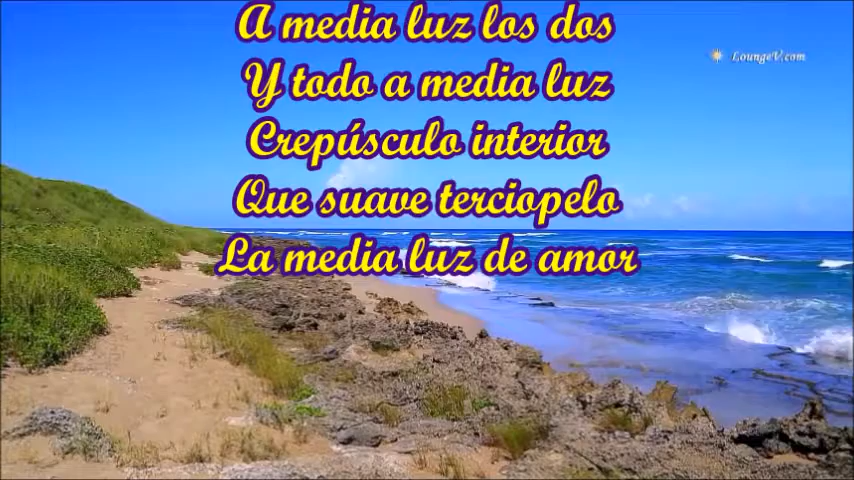 A media luz los dos
LoungeV.com
Y todo a media luz
Crepúsculo interior
Que suave terciopelo
La media luz de amor